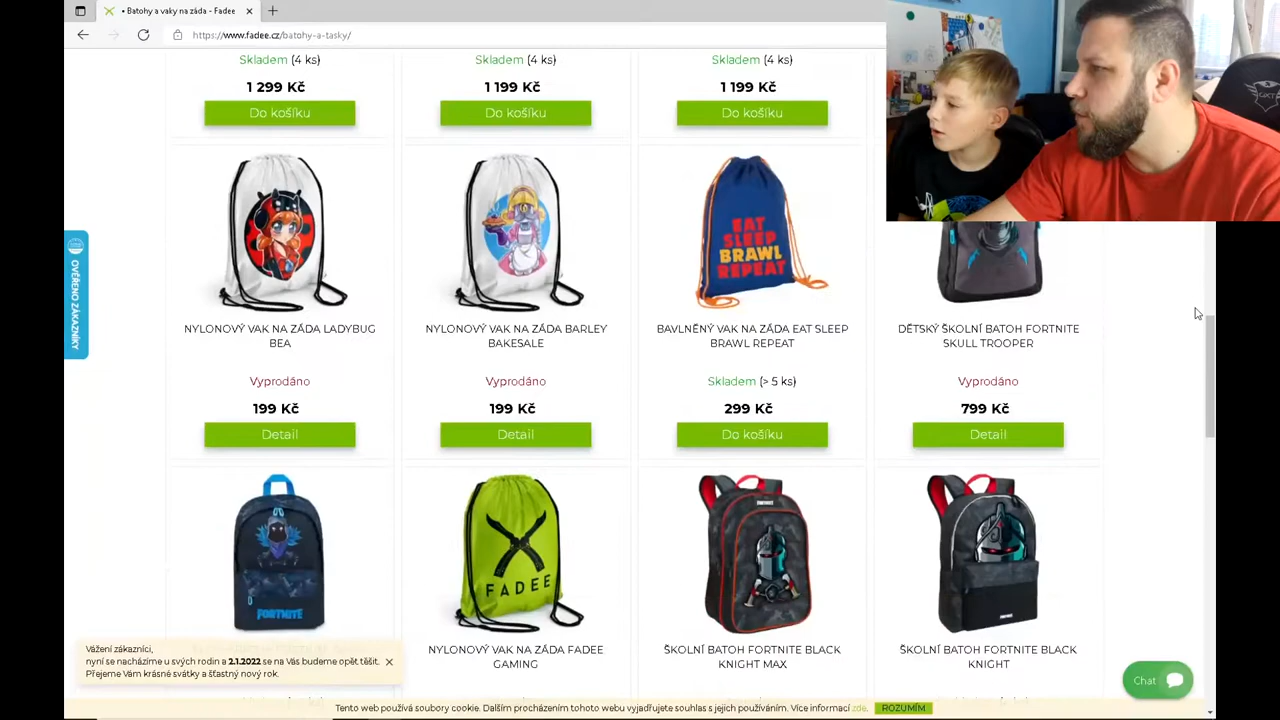 • Batohy a vaky na záda - Fadee
https://www.fadee.cz/batohy-a-tasky/
Skladem (4 ks)
Skladem (4 ks)
Skladem (4 ks)
1 299 Kč
1 199 Kč
1 199 Kč
Do košíku
Do košíku
Do košíku
EAT
SLEEP
BRAWL
REPEAT
NYLONOVÝ VAK NA ZÁDA LADYBUG
BEA
NYLONOVÝ VAK NA ZÁDA BARLEY
BAKESALE
BAVLNĚNÝ VAK NA ZÁDA EAT SLEEP
BRAWL REPEAT
DĚTSKÝ ŠKOLNÍ BATOH FORTNITE
SKULL TROOPER
Vyprodáno
Vyprodáno
Skladem (> 5 ks)
Vyprodáno
199 Kč
199 Kč
299 Kč
799 Kč
Detail
Detail
Do košíku
Detail
OVĚŘENO ZÁKAZNÍKY
FORTNITE
FADEE
FORTNITE
NYLONOVÝ VAK NA ZÁDA FADEE
GAMING
ŠKOLNÍ BATOH FORTNITE BLACK
KNIGHT MAX
ŠKOLNÍ BATOH FORTNITE BLACK
KNIGHT
Vážení zákazníci,
nyní se nacházíme u svých rodin a 2.1.2022 se na Vás budeme opět těšit.
Přejeme Vám krásné svátky a šťastný nový rok.
Chat
Tento web používá soubory cookie. Dalším procházením tohoto webu vyjadřujete souhlas s jejich používáním. Více informací zde.
ROZUMÍM